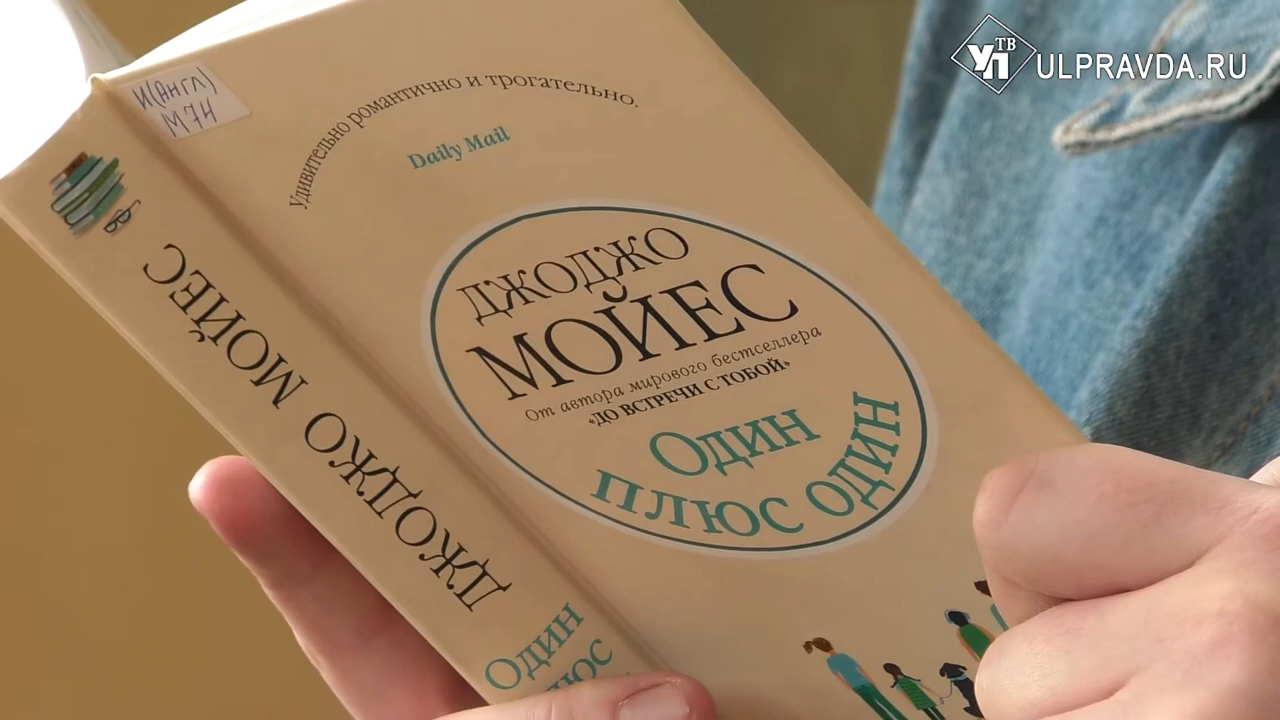 УП
ТВ
ULPRAVDA.RU
И(Англ)
М74
Удивительно романтично и трогательно.
Daily Mail
ДЖОДЖО
МОЙЕС
От автора мирового бестселлера
«ДО ВСТРЕЧИ С ТОБОЙ»
Один
плюс один
ДЖОДЖО МОЙЕС
Один